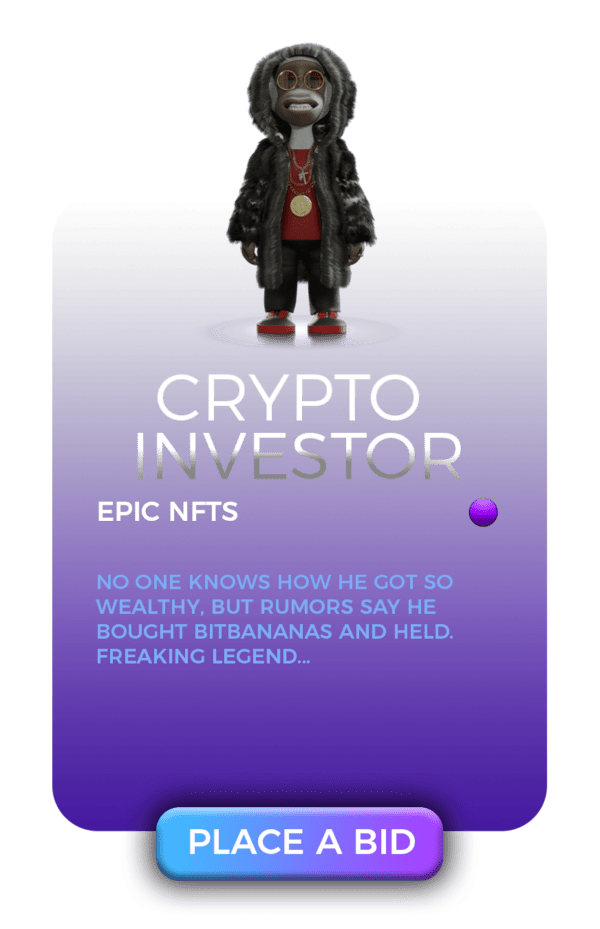 CRYPTO
INVESTOR
EPIC NFTS
NO ONE KNOWS HOW HE GOT SO
WEALTHY, BUT RUMORS SAY HE
BOUGHT BITBANANAS AND HELD.
FREAKING LEGEND...
PLACE A BID